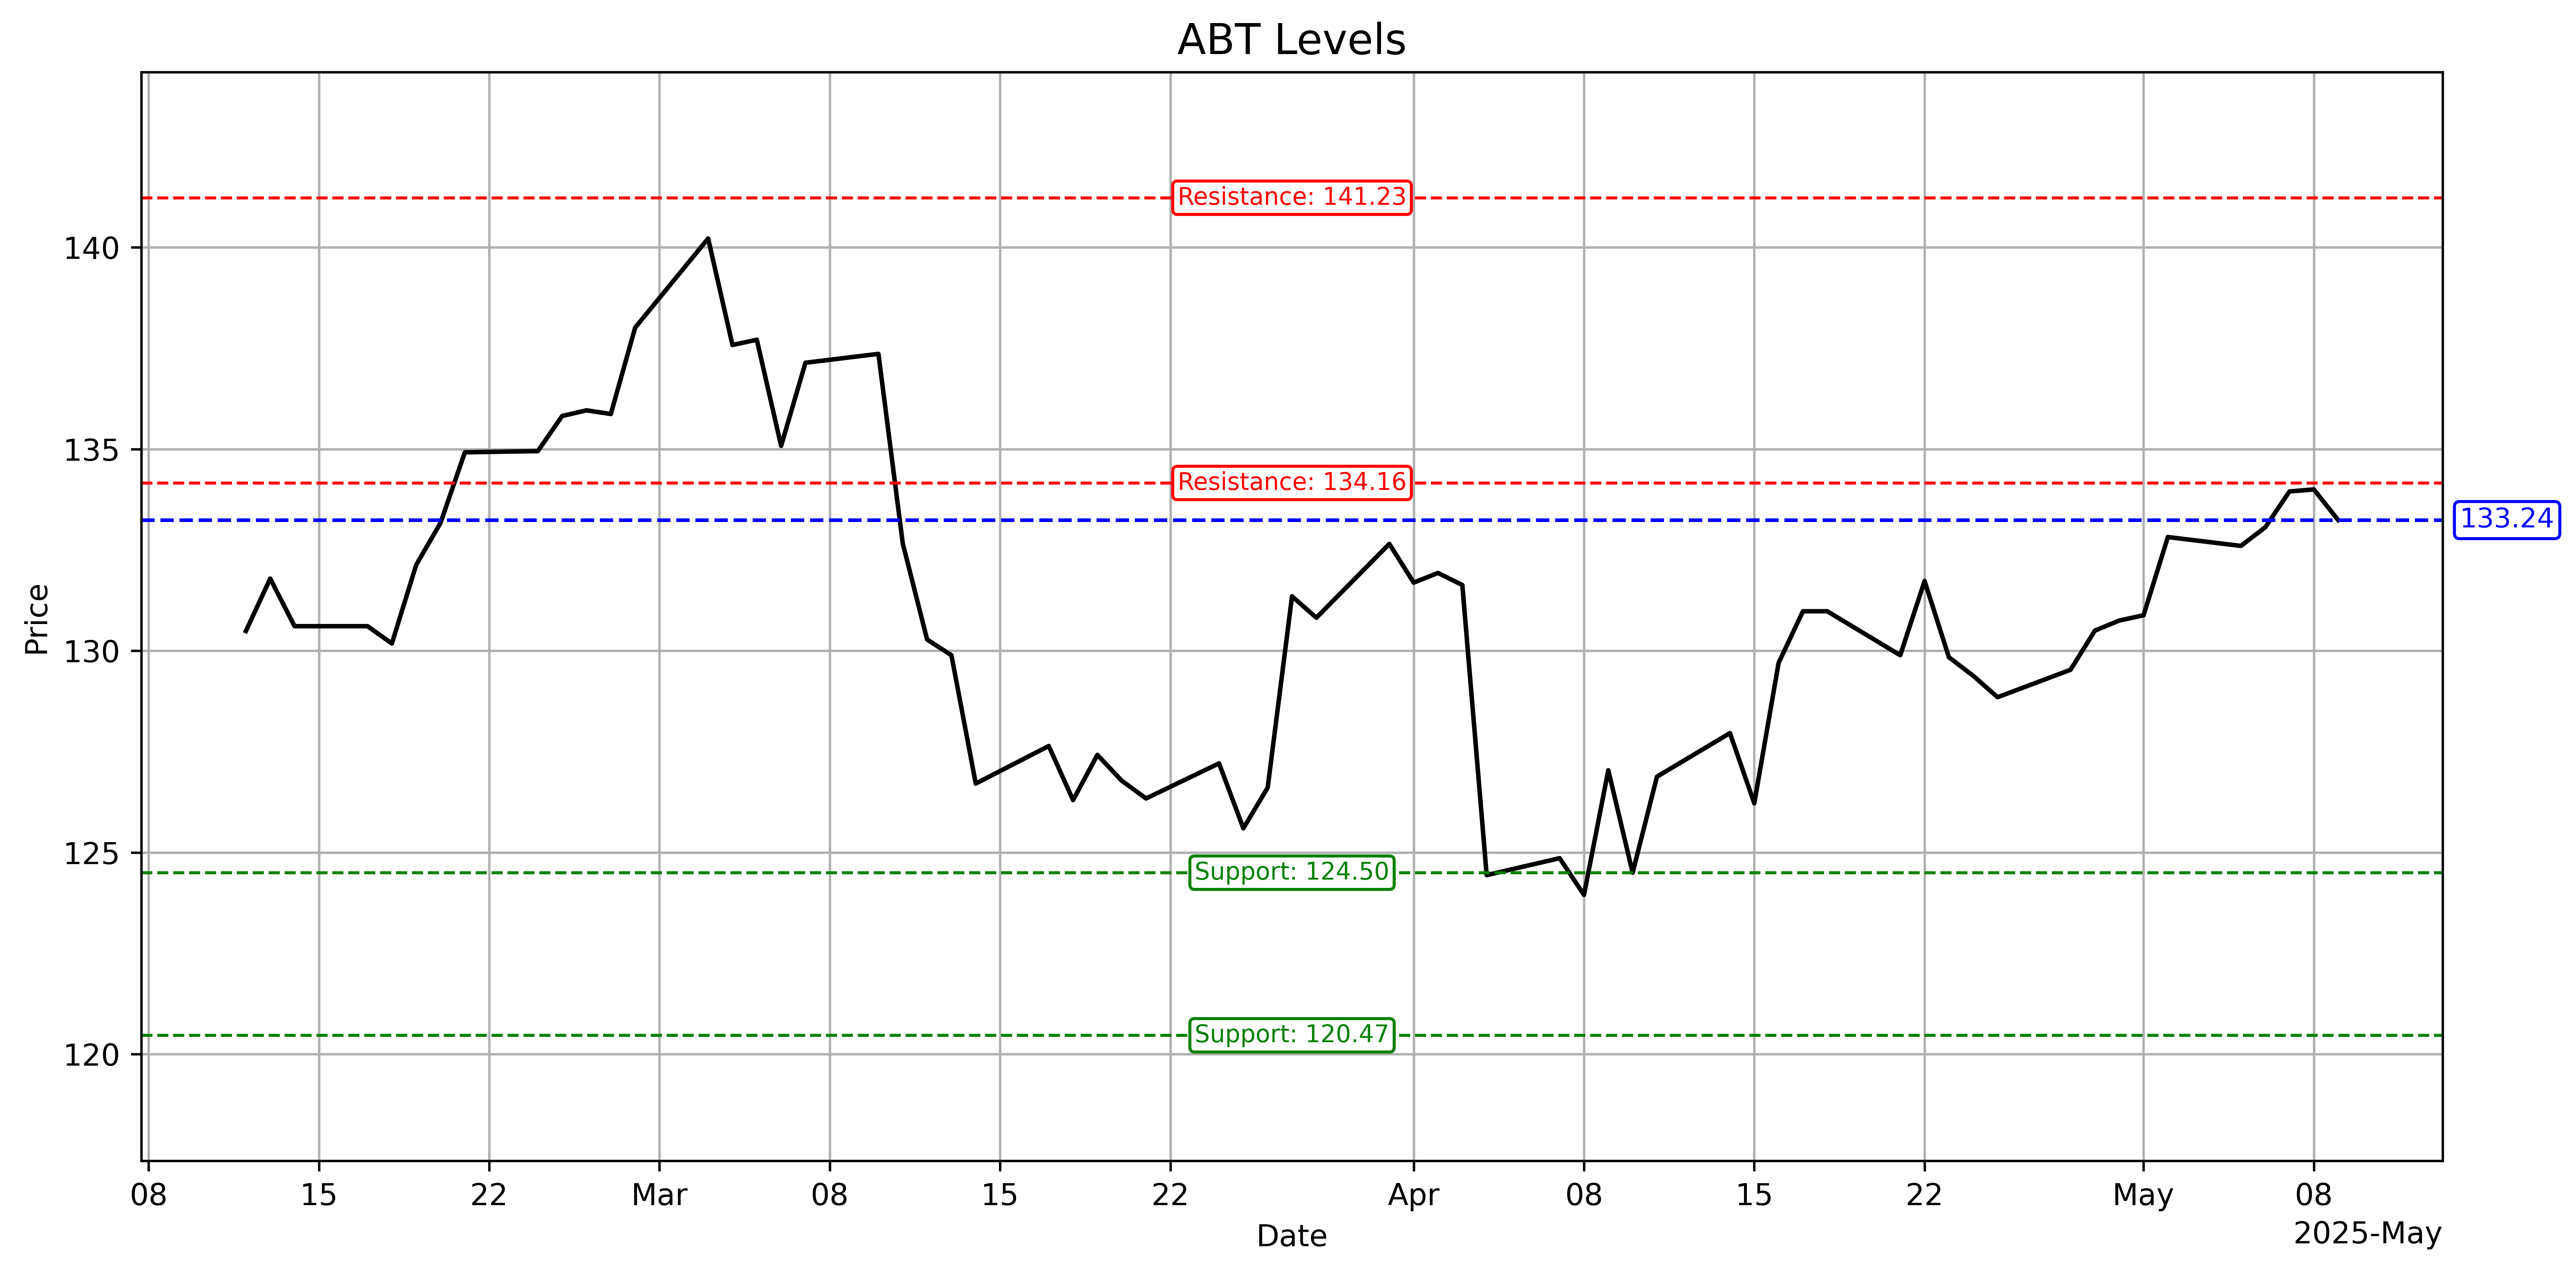 ABT Levels
Resistance: 141.23
140
135
Resistance: 134.16
133.24
Price
130
125
Support: 124.50
Support: 120.47
120
08 15 22 Mar 08 15 22 Apr 08 15 22 May 08
Date
2025-May